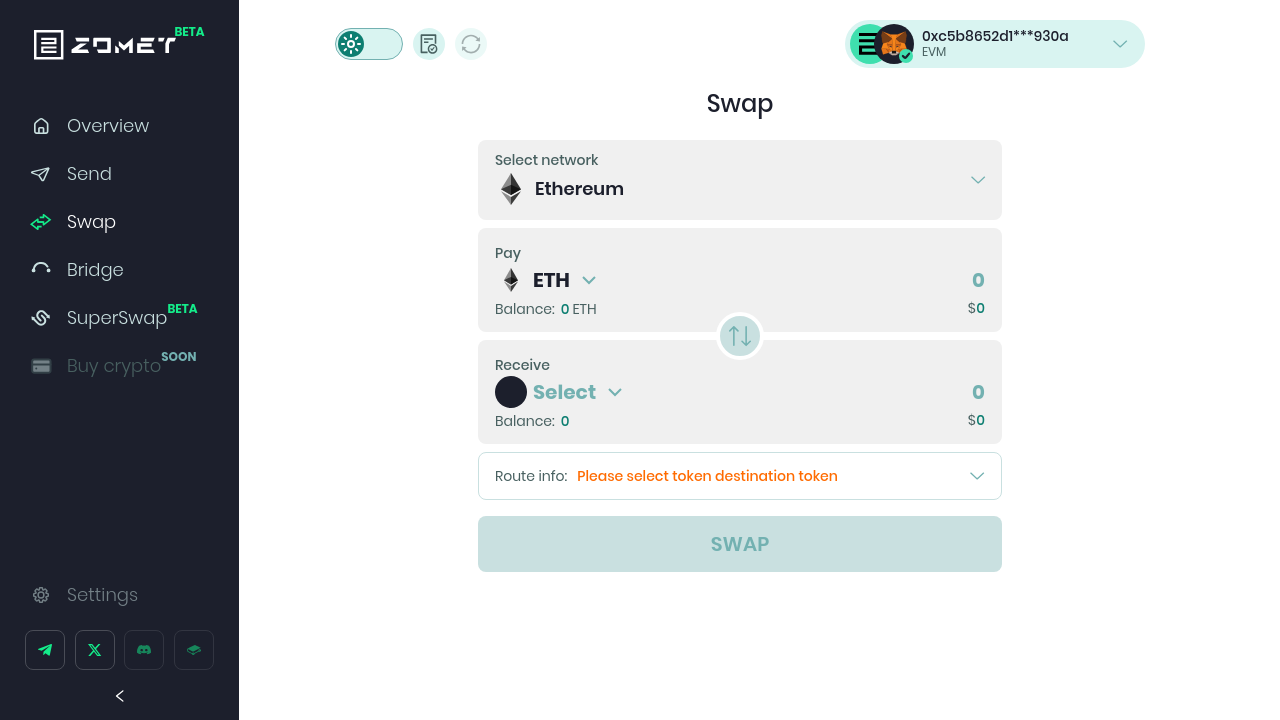 ZOMET BETA
Overview
Send
Swap
Bridge
SuperSwap BETA
Buy crypto SOON
Settings
0xc5b8652d1***930a
EVM
Swap
Select network
Ethereum
Pay
ETH 0
Balance: 0 ETH $0
Receive
Select 0
Balance: 0 $0
Route info: Please select token destination token
SWAP